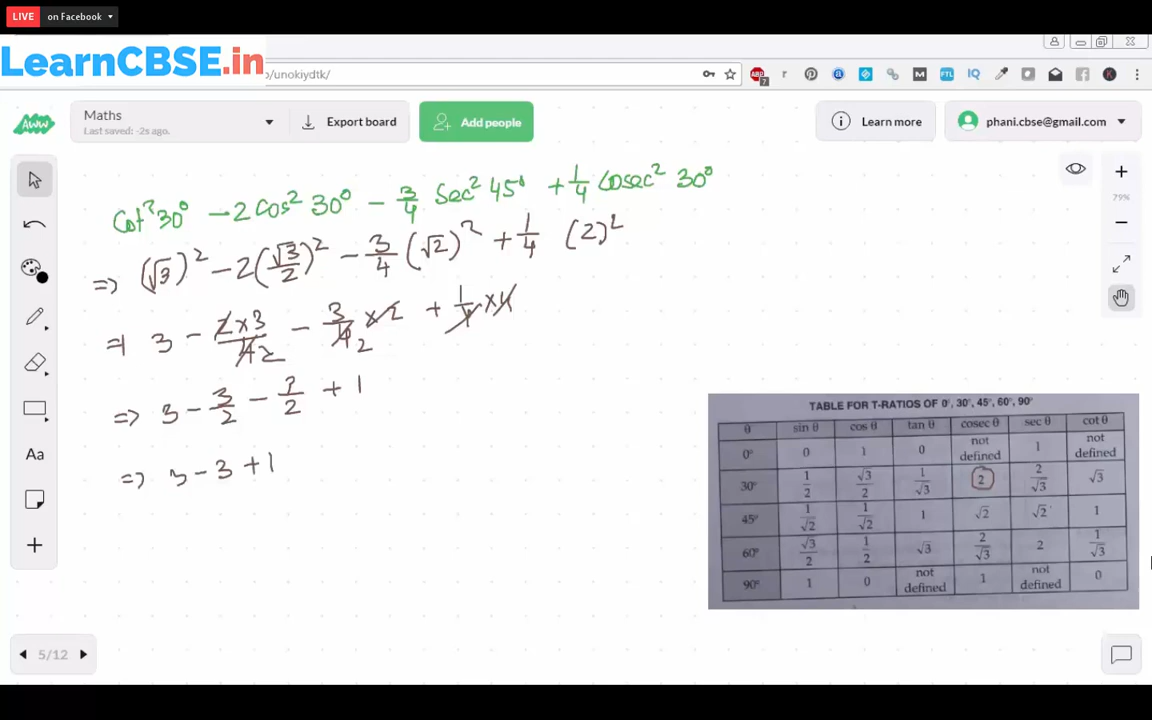 LIVE on Facebook
LearnCBSE.in
/unokiydtk/
Maths
Last saved: -2s ago.
Export board
Add people
Learn more
phani.cbse@gmail.com
79%
Cot² 30° - 2 Cos² 30° - 3/4 Sec² 45° + 1/4 Cosec² 30°
=> (√3)² - 2(√3/2)² - 3/4 (√2)² + 1/4 (2)²
=> 3 - 2×3/4 2 - 3/4 2 ×2 + 1/4 ×4
=> 3 - 3/2 - 3/2 + 1
=> 3 - 3 + 1
Aa
TABLE FOR T-RATIOS OF 0°, 30°, 45°, 60°, 90°
θ sin θ cos θ tan θ cosec θ sec θ cot θ
0° 0 1 0 not defined 1 not defined
30° 1/2 √3/2 1/√3 2 2/√3 √3
45° 1/√2 1/√2 1 √2 √2 1
60° √3/2 1/2 √3 2/√3 2 1/√3
90° 1 0 not defined 1 not defined 0
5/12